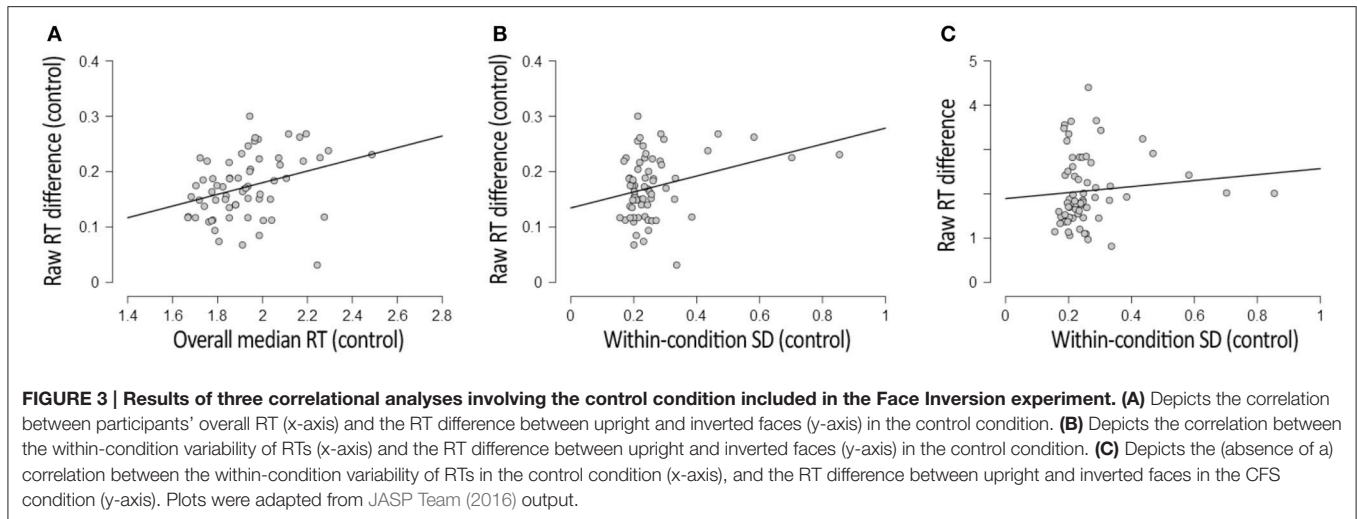 A
Raw RT difference (control)
0.4
0.3
0.2
0.1
0
1.4 1.6 1.8 2 2.2 2.4 2.6 2.8
Overall median RT (control)
B
Raw RT difference (control)
0.4
0.3
0.2
0.1
0
0 0.2 0.4 0.6 0.8 1
Within-condition SD (control)
C
Raw RT difference
5
4
2
1
0
0 0.2 0.4 0.6 0.8 1
Within-condition SD (control)
FIGURE 3 | Results of three correlational analyses involving the control condition included in the Face Inversion experiment. (A) Depicts the correlation
between participants' overall RT (x-axis) and the RT difference between upright and inverted faces (y-axis) in the control condition. (B) Depicts the correlation between
the within-condition variability of RTs (x-axis) and the RT difference between upright and inverted faces (y-axis) in the control condition. (C) Depicts the (absence of a)
correlation between the within-condition variability of RTs in the control condition (x-axis), and the RT difference between upright and inverted faces in the CFS
condition (y-axis). Plots were adapted from JASP Team (2016) output.